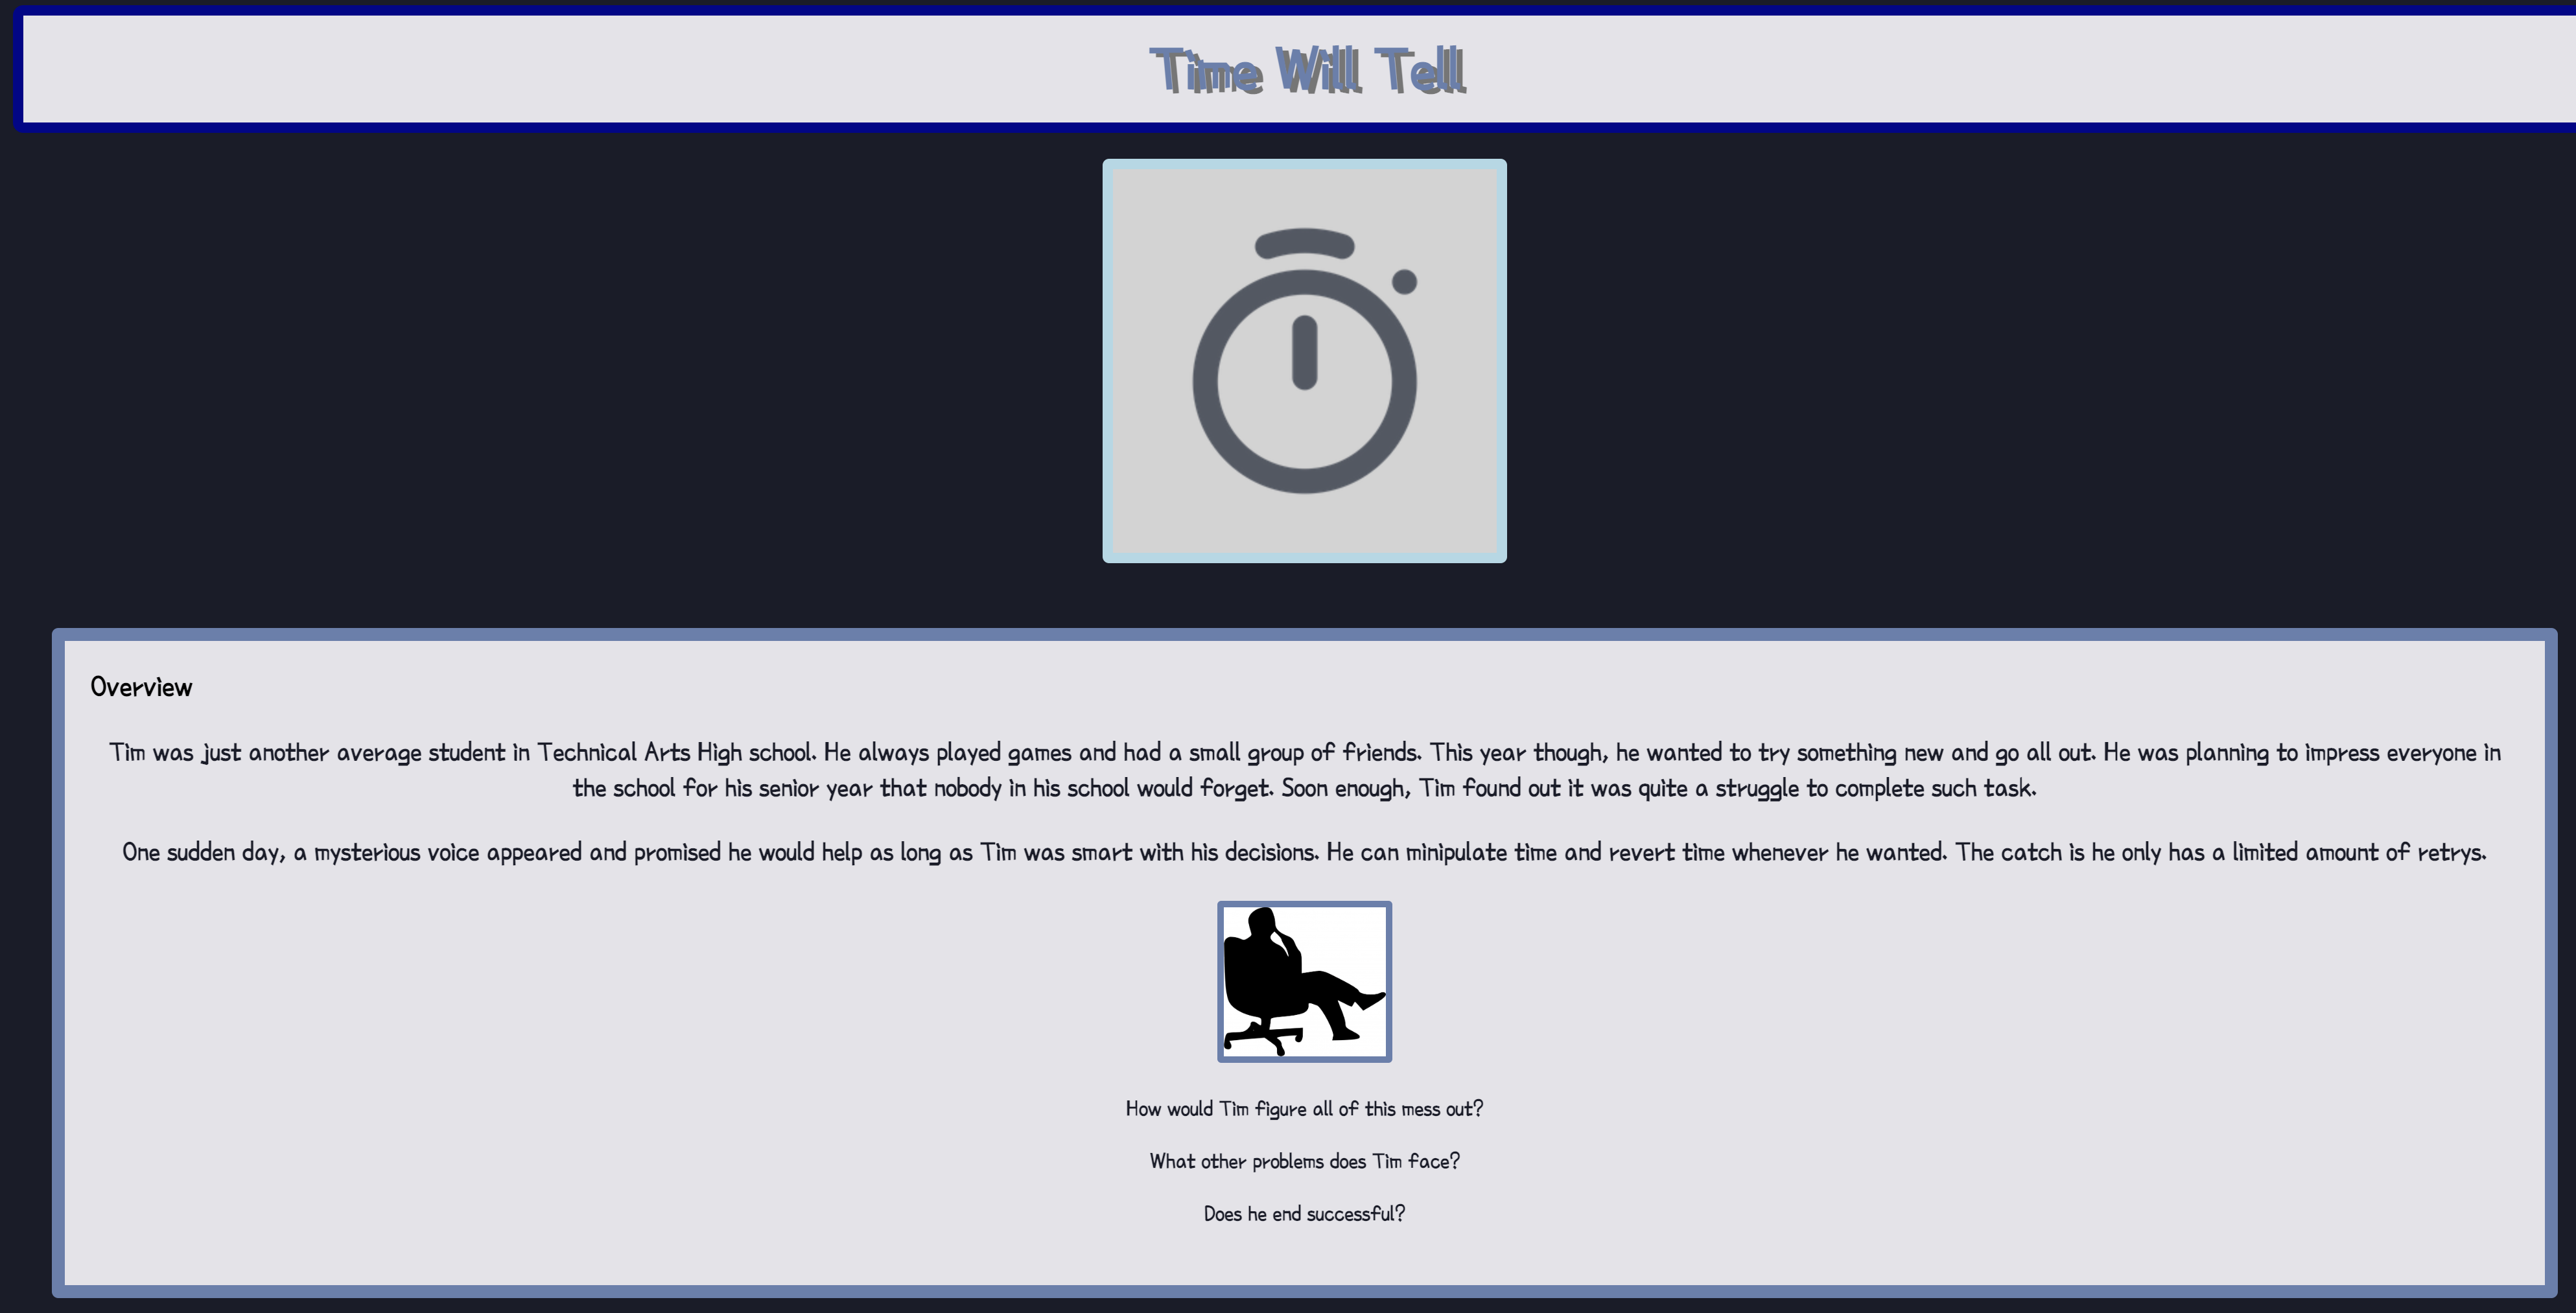 Time Will Tell
Overview
Tim was just another average student in Technical Arts High school. He always played games and had a small group of friends. This year though, he wanted to try something new and go all out. He was planning to impress everyone in
the school for his senior year that nobody in his school would forget. Soon enough, Tim found out it was quite a struggle to complete such task.
One sudden day, a mysterious voice appeared and promised he would help as long as Tim was smart with his decisions. He can minipulate time and revert time whenever he wanted. The catch is he only has a limited amount of retrys.
How would Tim figure all of this mess out?
What other problems does Tim face?
Does he end successful?